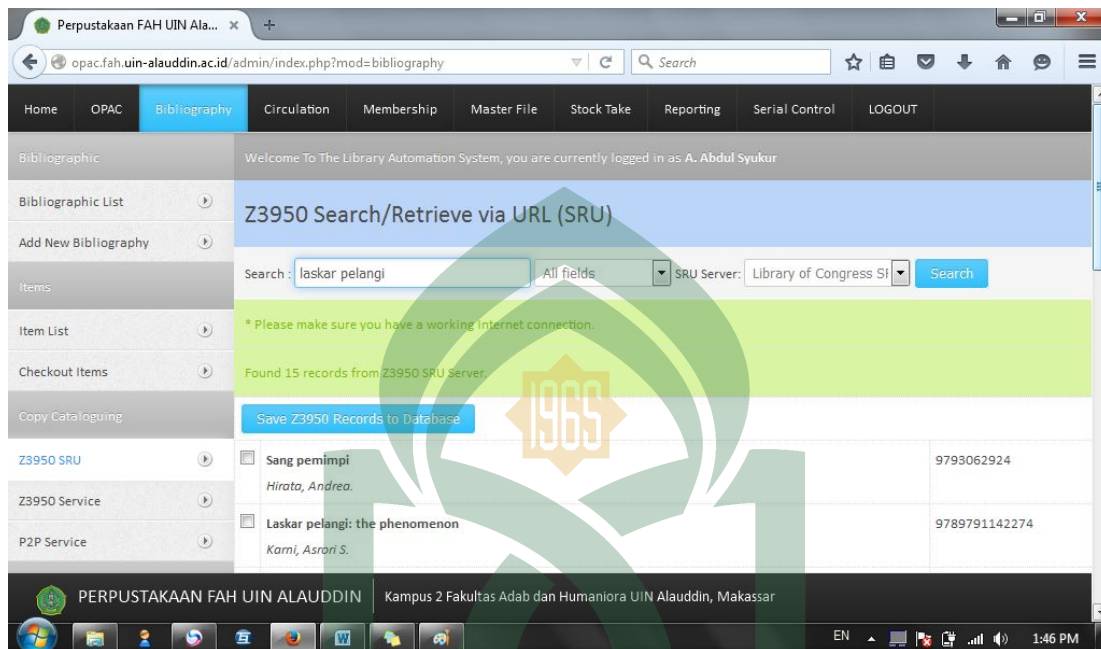 Perpustakaan FAH UIN Ala... × +
opac.fah.uin-alauddin.ac.id/admin/index.php?mod=bibliography Search
Home OPAC Bibliography Circulation Membership Master File Stock Take Reporting Serial Control LOGOUT
Bibliographic
Welcome To The Library Automation System, you are currently logged in as A. Abdul Syukur
Bibliographic List
Z3950 Search/Retrieve via URL (SRU)
Add New Bibliography
Search : laskar pelangi All fields SRU Server: Library of Congress SR Search
Items
* Please make sure you have a working Internet connection.
Item List
Checkout Items
Found 15 records from Z3950 SRU Server.
1965
Copy Cataloguing
Save Z3950 Records to Database
Z3950 SRU
Sang pemimpi 9793062924
Hirata, Andrea.
Z3950 Service
Laskar pelangi: the phenomenon 9789791142274
Karni, Asrori S.
P2P Service
PERPUSTAKAAN FAH UIN ALAUDDIN Kampus 2 Fakultas Adab dan Humaniora UIN Alauddin, Makassar
EN 1:46 PM